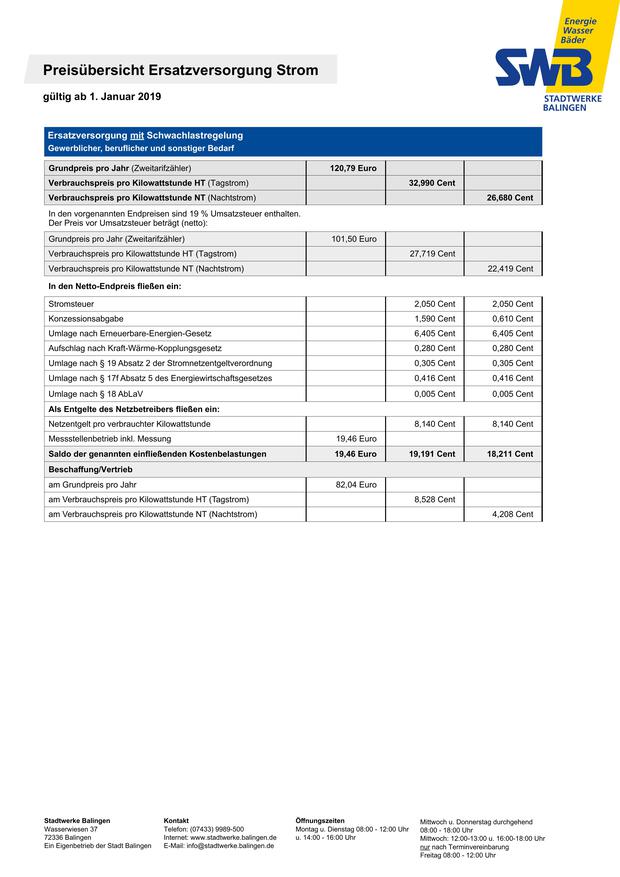 Energie
Wasser
Bäder
SWB
STADTWERKE
BALINGEN
Preisübersicht Ersatzversorgung Strom
gültig ab 1. Januar 2019
Ersatzversorgung mit Schwachlastregelung
Gewerblicher, beruflicher und sonstiger Bedarf
Grundpreis pro Jahr (Zweitarifzähler) 120,79 Euro
Verbrauchspreis pro Kilowattstunde HT (Tagstrom) 32,990 Cent
Verbrauchspreis pro Kilowattstunde NT (Nachtstrom) 26,680 Cent
In den vorgenannten Endpreisen sind 19 % Umsatzsteuer enthalten.
Der Preis vor Umsatzsteuer beträgt (netto):
Grundpreis pro Jahr (Zweitarifzähler) 101,50 Euro
Verbrauchspreis pro Kilowattstunde HT (Tagstrom) 27,719 Cent
Verbrauchspreis pro Kilowattstunde NT (Nachtstrom) 22,419 Cent
In den Netto-Endpreis fließen ein:
Stromsteuer 2,050 Cent 2,050 Cent
Konzessionsabgabe 1,590 Cent 0,610 Cent
Umlage nach Erneuerbare-Energien-Gesetz 6,405 Cent 6,405 Cent
Aufschlag nach Kraft-Wärme-Kopplungsgesetz 0,280 Cent 0,280 Cent
Umlage nach § 19 Absatz 2 der Stromnetzentgeltverordnung 0,305 Cent 0,305 Cent
Umlage nach § 17f Absatz 5 des Energiewirtschaftsgesetzes 0,416 Cent 0,416 Cent
Umlage nach § 18 AbLaV 0,005 Cent 0,005 Cent
Als Entgelte des Netzbetreibers fließen ein:
Netzentgelt pro verbrauchter Kilowattstunde 8,140 Cent 8,140 Cent
Messstellenbetrieb inkl. Messung 19,46 Euro
Saldo der genannten einfließenden Kostenbelastungen 19,46 Euro 19,191 Cent 18,211 Cent
Beschaffung/Vertrieb
am Grundpreis pro Jahr 82,04 Euro
am Verbrauchspreis pro Kilowattstunde HT (Tagstrom) 8,528 Cent
am Verbrauchspreis pro Kilowattstunde NT (Nachtstrom) 4,208 Cent
Stadtwerke Balingen
Wasserwiesen 37
72336 Balingen
Ein Eigenbetrieb der Stadt Balingen
Kontakt
Telefon: (07433) 9989-500
Internet: www.stadtwerke.balingen.de
E-Mail: info@stadtwerke.balingen.de
Öffnungszeiten
Montag u. Dienstag 08:00 - 12:00 Uhr
u. 14:00 - 16:00 Uhr
Mittwoch u. Donnerstag durchgehend
08:00 - 18:00 Uhr
Mittwoch: 12:00-13:00 u. 16:00-18:00 Uhr
nur nach Terminvereinbarung
Freitag 08:00 - 12:00 Uhr